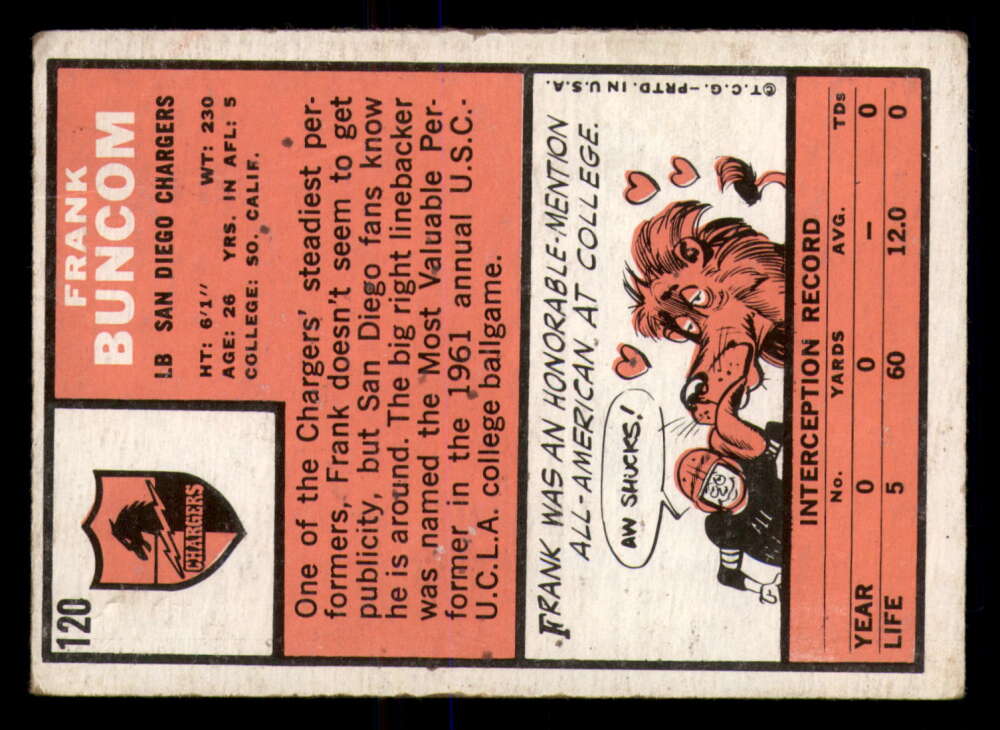 120
CHARGERS
FRANK
BUNCOM
LB SAN DIEGO CHARGERS
HT: 6'1" WT: 230
AGE: 26 YRS. IN AFL: 5
COLLEGE: SO. CALIF.
One of the Chargers' steadiest per-
formers, Frank doesn't seem to get
publicity, but San Diego fans know
he is around. The big right linebacker
was named the Most Valuable Per-
former in the 1961 annual U.S.C.-
U.C.L.A. college ballgame.
FRANK WAS AN HONORABLE-MENTION
ALL-AMERICAN AT COLLEGE.
AW SHUCKS!
©T.C.G.—PRTD. IN U.S.A.
INTERCEPTION RECORD
No. YARDS AVG. TDs
YEAR 0 0 — 0
LIFE 5 60 12.0 0